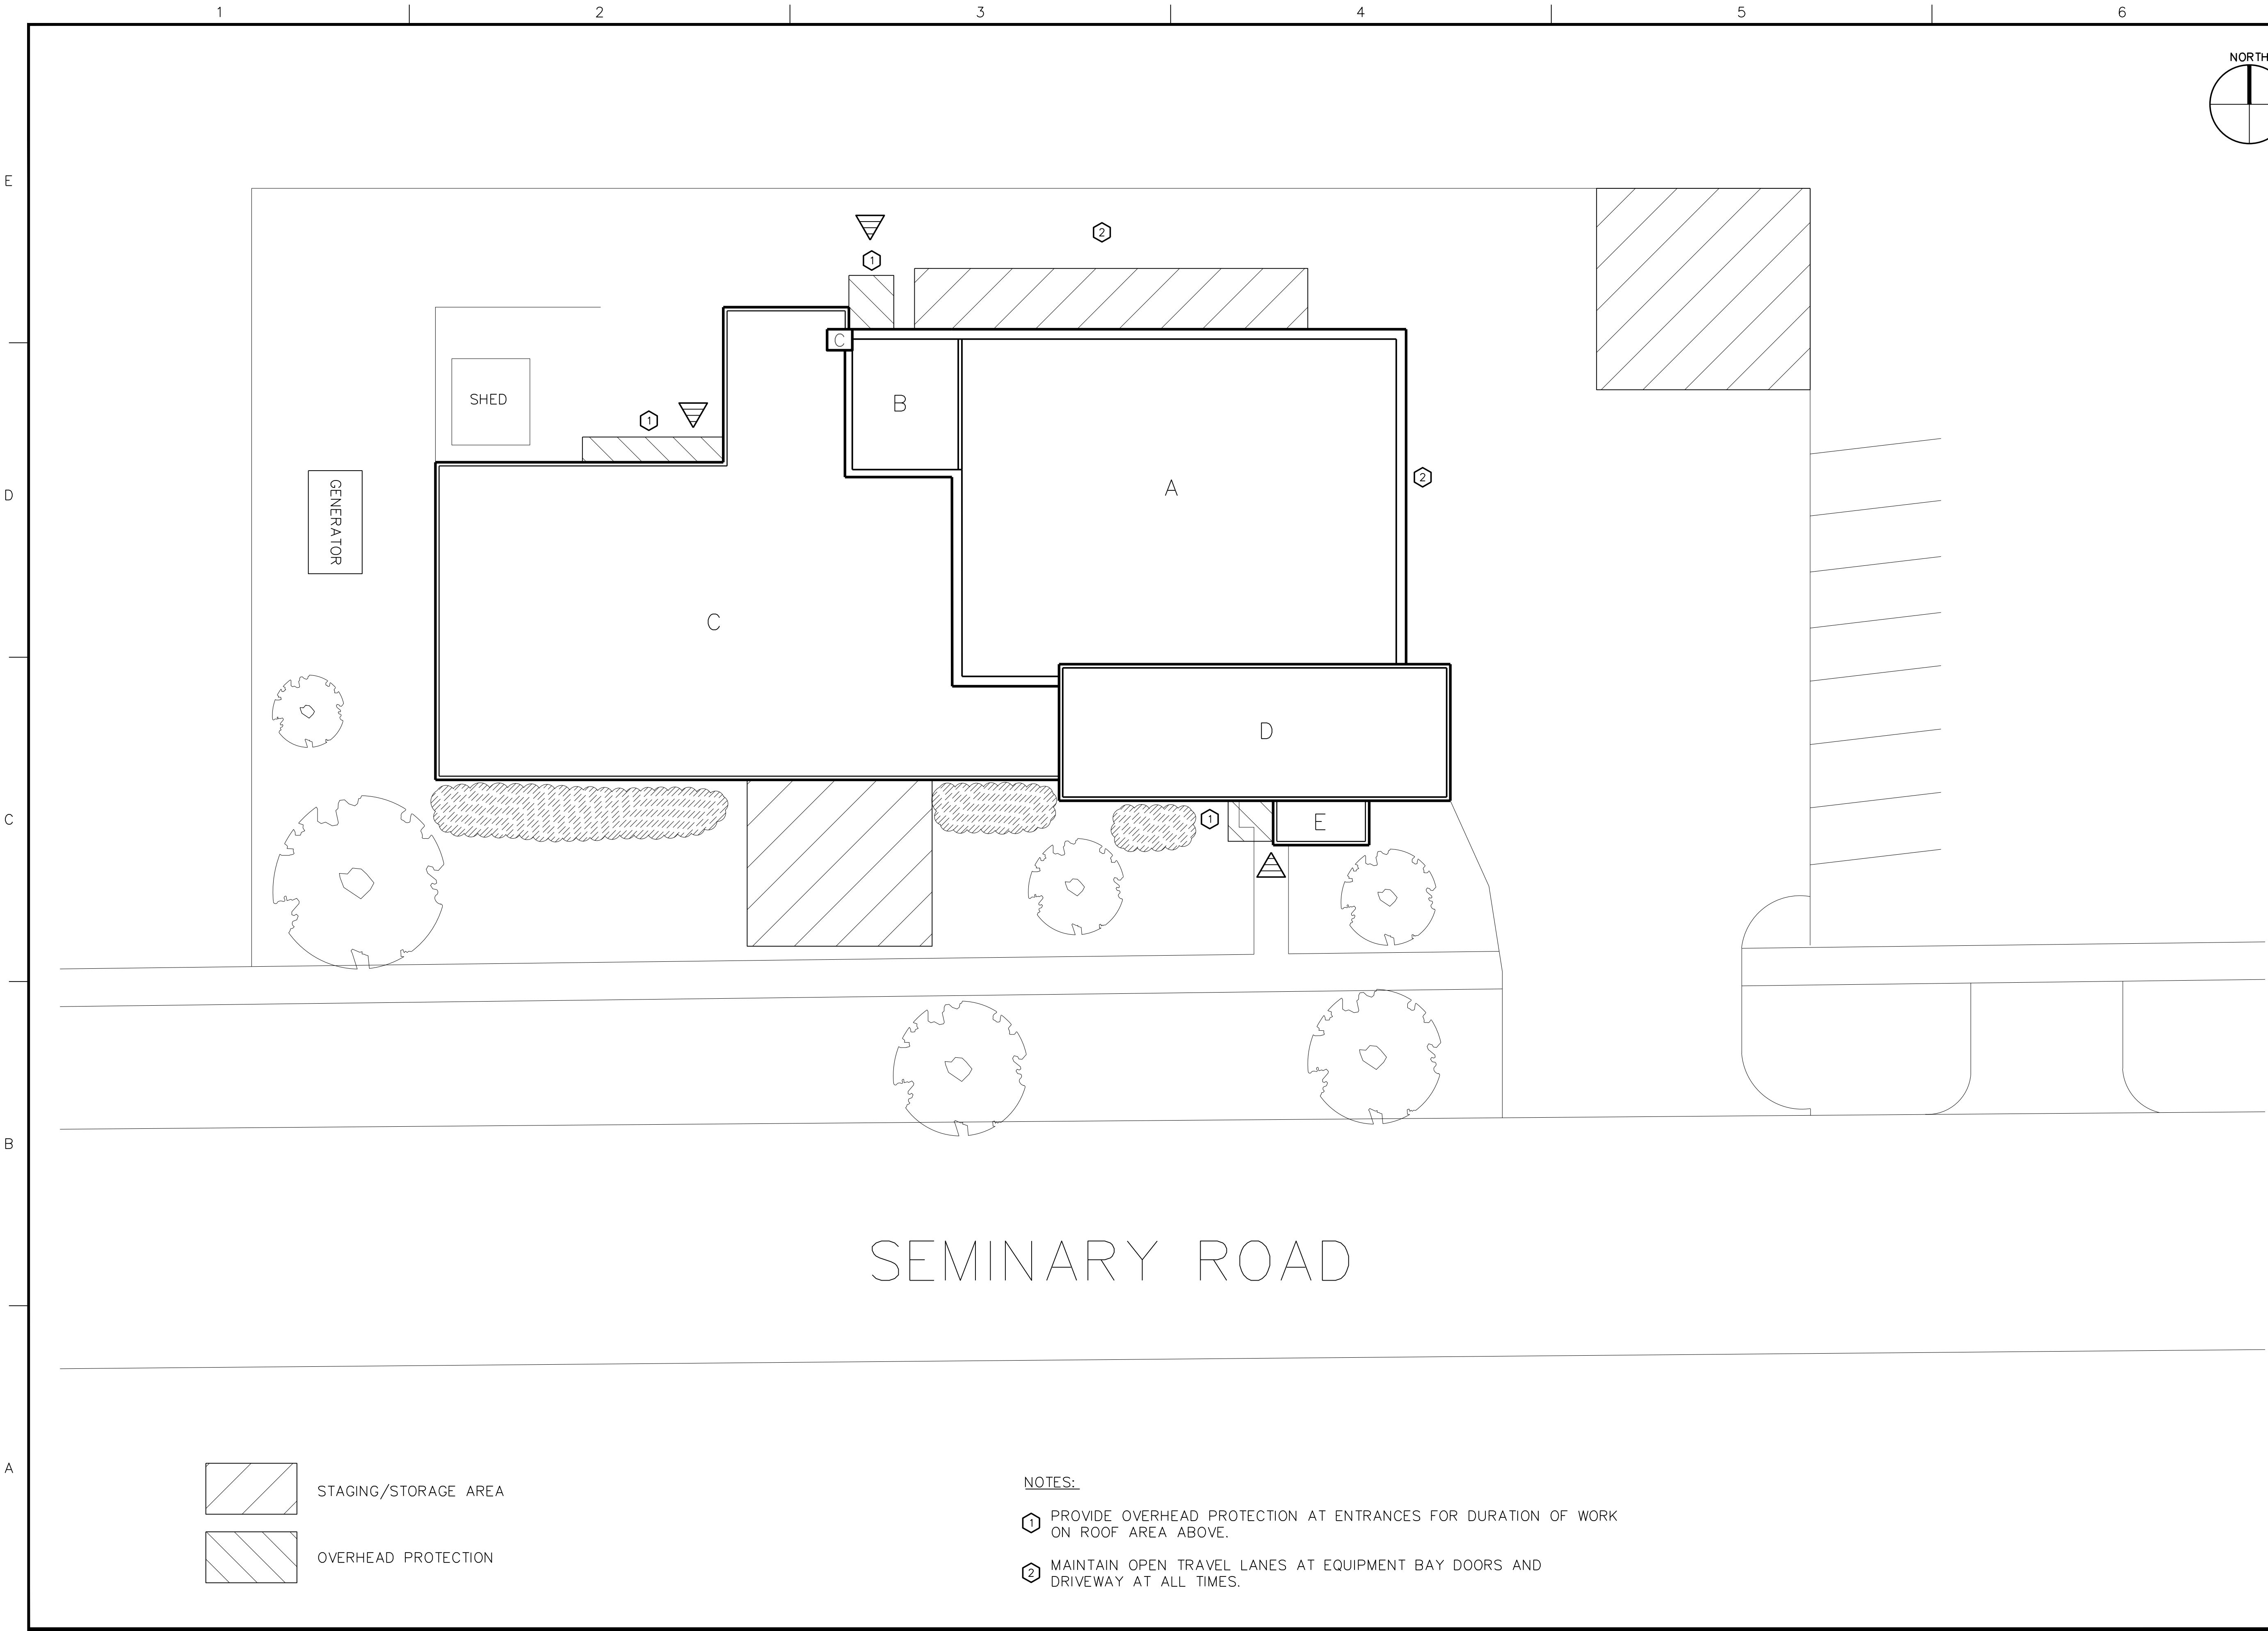 1 2 3 4 5 6
NORTH
E
2
1
C
SHED
B
1
A
2
D
GENERATOR
C
D
C
1
E
B
SEMINARY ROAD
A
STAGING/STORAGE AREA
OVERHEAD PROTECTION
NOTES:
1 PROVIDE OVERHEAD PROTECTION AT ENTRANCES FOR DURATION OF WORK
ON ROOF AREA ABOVE.
2 MAINTAIN OPEN TRAVEL LANES AT EQUIPMENT BAY DOORS AND
DRIVEWAY AT ALL TIMES.